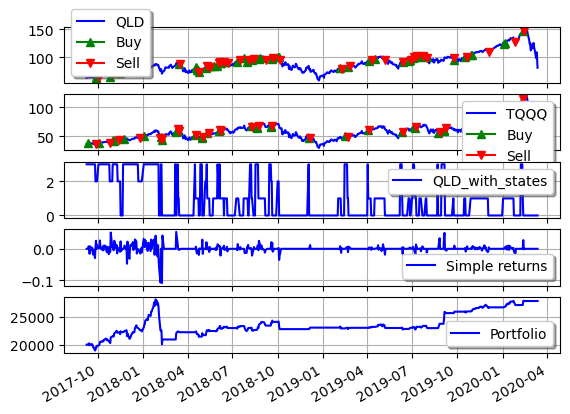 150
100
QLD
Buy
Sell
100
50
TQQQ
Buy
Sell
2
0
QLD_with_states
0.0
−0.1
Simple returns
25000
20000
Portfolio
2017-10
2018-01
2018-04
2018-07
2018-10
2019-01
2019-04
2019-07
2019-10
2020-01
2020-04